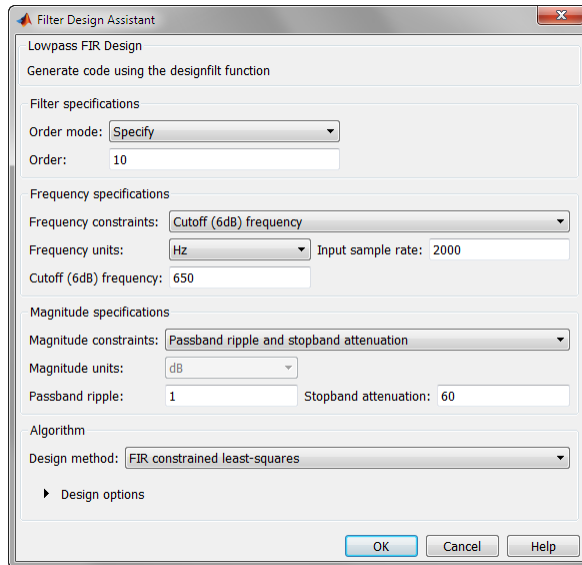 Filter Design Assistant
Lowpass FIR Design
Generate code using the designfilt function
Filter specifications
Order mode: Specify
Order: 10
Frequency specifications
Frequency constraints: Cutoff (6dB) frequency
Frequency units: Hz Input sample rate: 2000
Cutoff (6dB) frequency: 650
Magnitude specifications
Magnitude constraints: Passband ripple and stopband attenuation
Magnitude units: dB
Passband ripple: 1 Stopband attenuation: 60
Algorithm
Design method: FIR constrained least-squares
Design options
OK Cancel Help